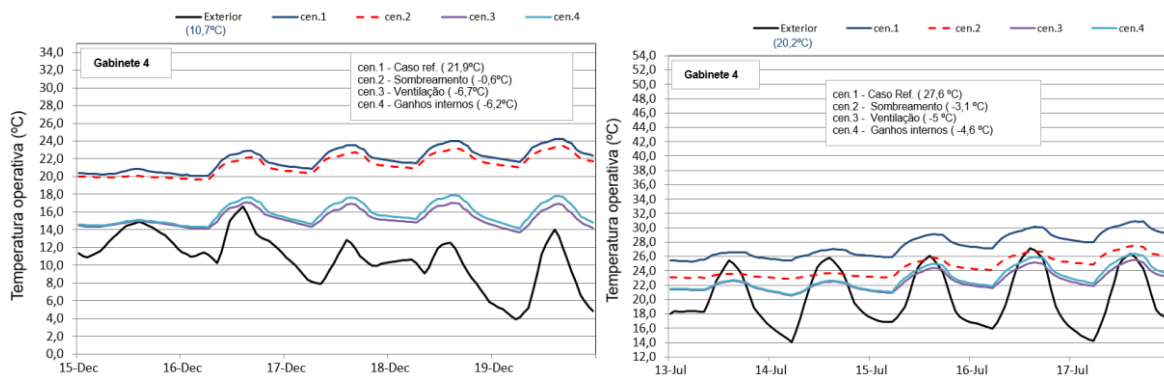 Exterior cen.1 cen.2 cen.3 cen.4
(10,7ºC)
Gabinete 4
cen.1 - Caso ref. ( 21,9ºC)
cen.2 - Sombreamento ( -0,6ºC)
cen.3 - Ventilação ( -6,7ºC)
cen.4 - Ganhos internos ( -6,2ºC)
Temperatura operativa (ºC)
34,0
32,0
30,0
28,0
26,0
24,0
22,0
20,0
18,0
16,0
14,0
12,0
10,0
8,0
6,0
4,0
2,0
0,0
15-Dec 16-Dec 17-Dec 18-Dec 19-Dec
Exterior cen.1 cen.2 cen.3 cen.4
(20,2ºC)
Gabinete 4
cen.1 - Caso Ref. ( 27,6 ºC)
cen.2 - Sombreamento ( -3,1 ºC)
cen.3 - Ventilação ( -5 ºC)
cen.4 - Ganhos internos ( -4,6 ºC)
Temperatura operativa (ºC)
54,0
52,0
50,0
48,0
46,0
44,0
42,0
40,0
38,0
36,0
34,0
32,0
30,0
28,0
26,0
24,0
22,0
20,0
18,0
16,0
14,0
12,0
13-Jul 14-Jul 15-Jul 16-Jul 17-Jul